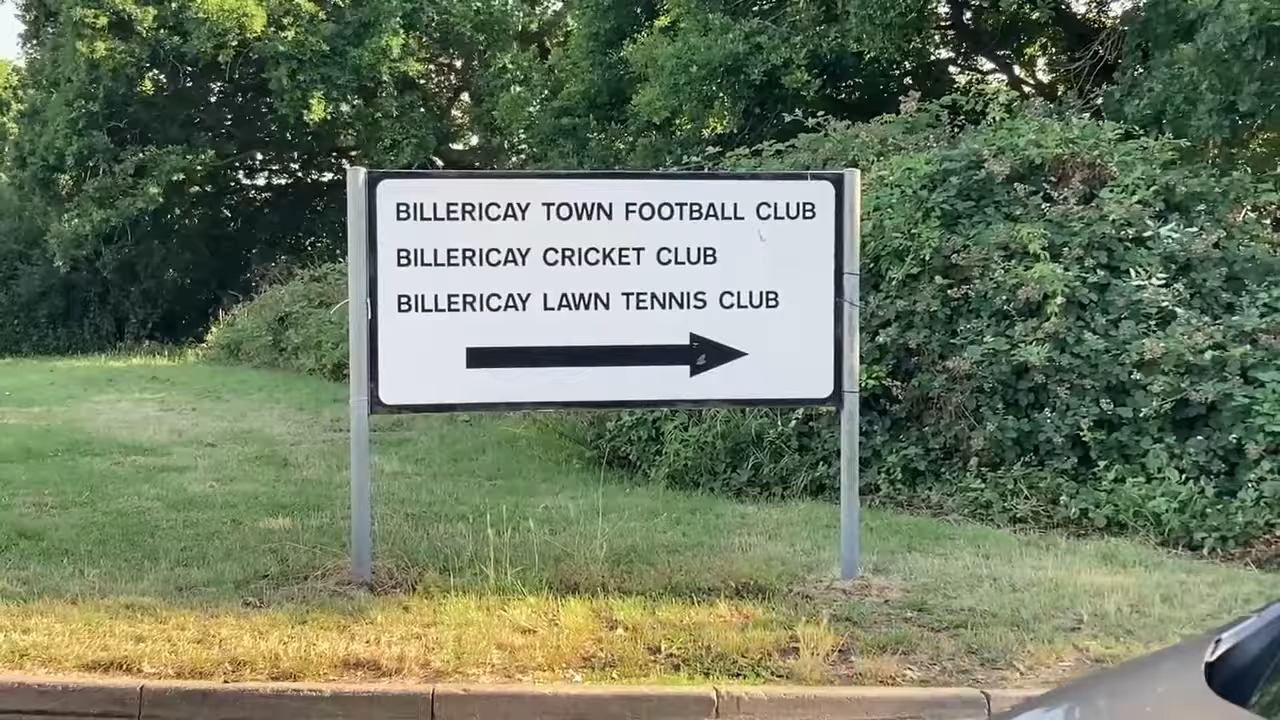 BILLERICAY TOWN FOOTBALL CLUB
BILLERICAY CRICKET CLUB
BILLERICAY LAWN TENNIS CLUB